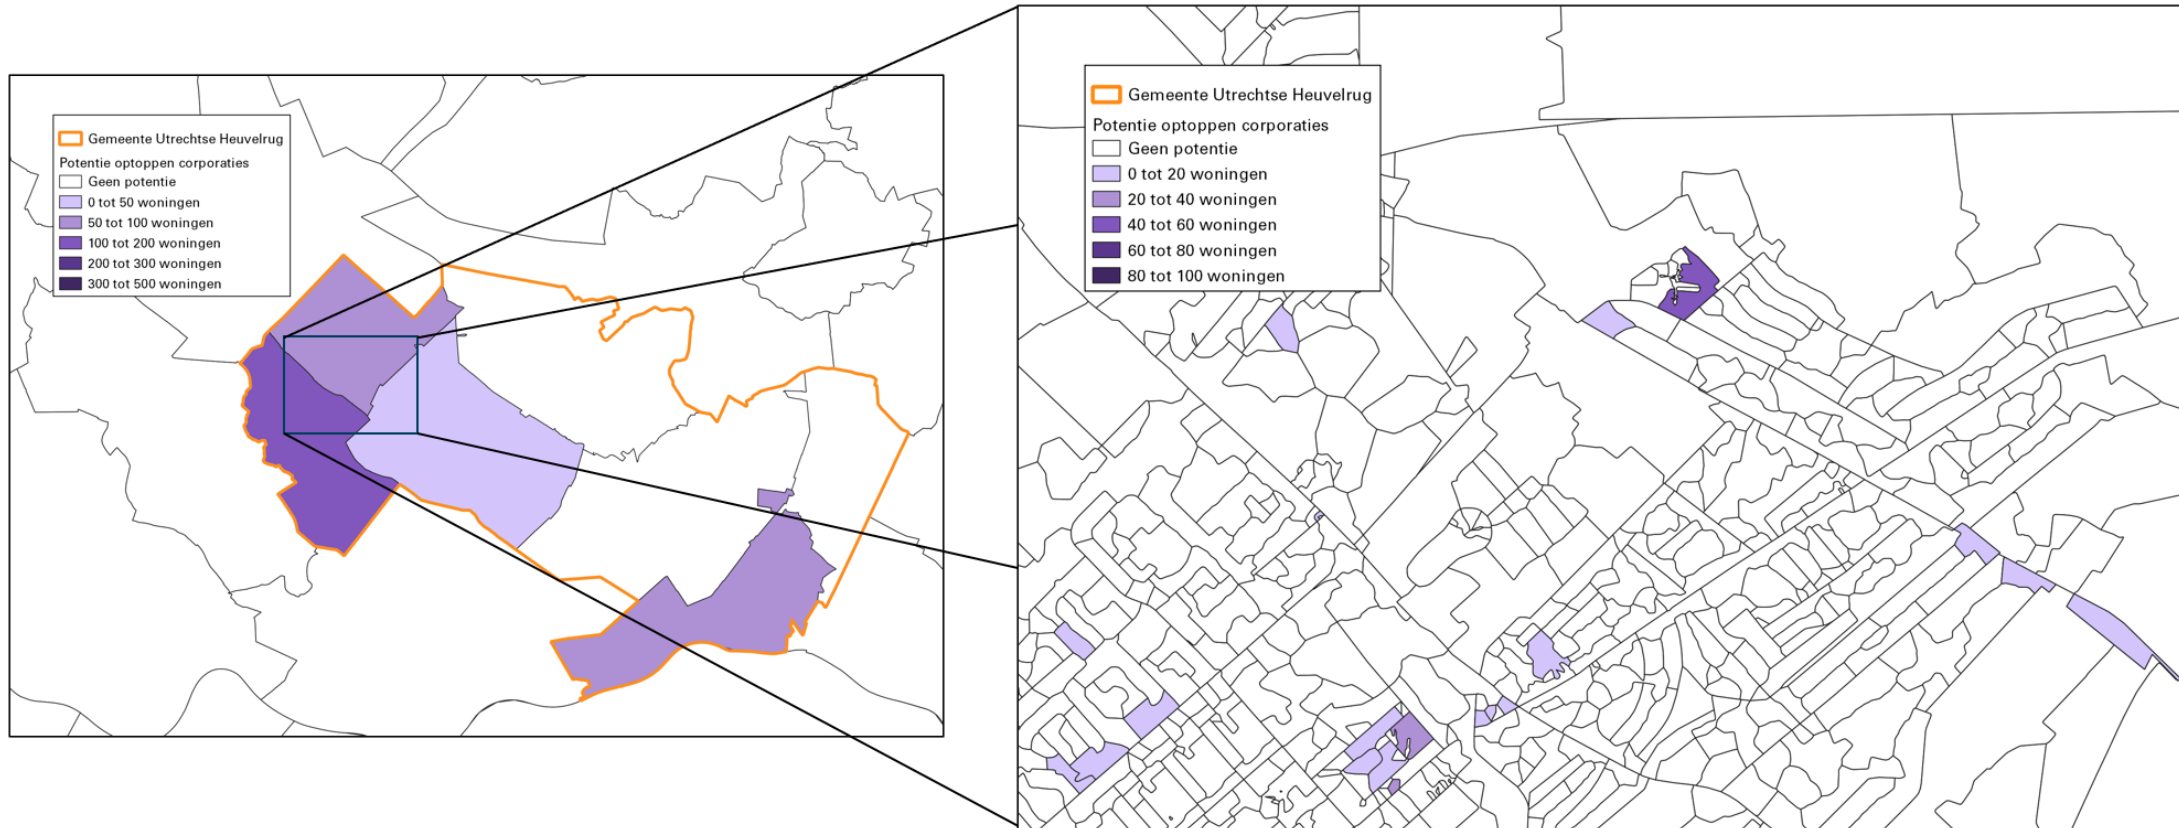 Gemeente Utrechtse Heuvelrug
Potentie optoppen corporaties
Geen potentie
0 tot 50 woningen
50 tot 100 woningen
100 tot 200 woningen
200 tot 300 woningen
300 tot 500 woningen
Gemeente Utrechtse Heuvelrug
Potentie optoppen corporaties
Geen potentie
0 tot 20 woningen
20 tot 40 woningen
40 tot 60 woningen
60 tot 80 woningen
80 tot 100 woningen